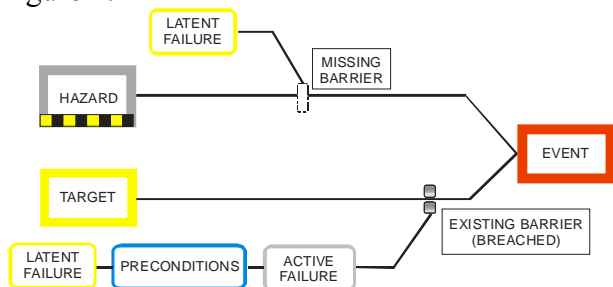 LATENT
FAILURE
MISSING
BARRIER
HAZARD
EVENT
TARGET
EXISTING BARRIER
(BREACHED)
LATENT
FAILURE
PRECONDITIONS
ACTIVE
FAILURE